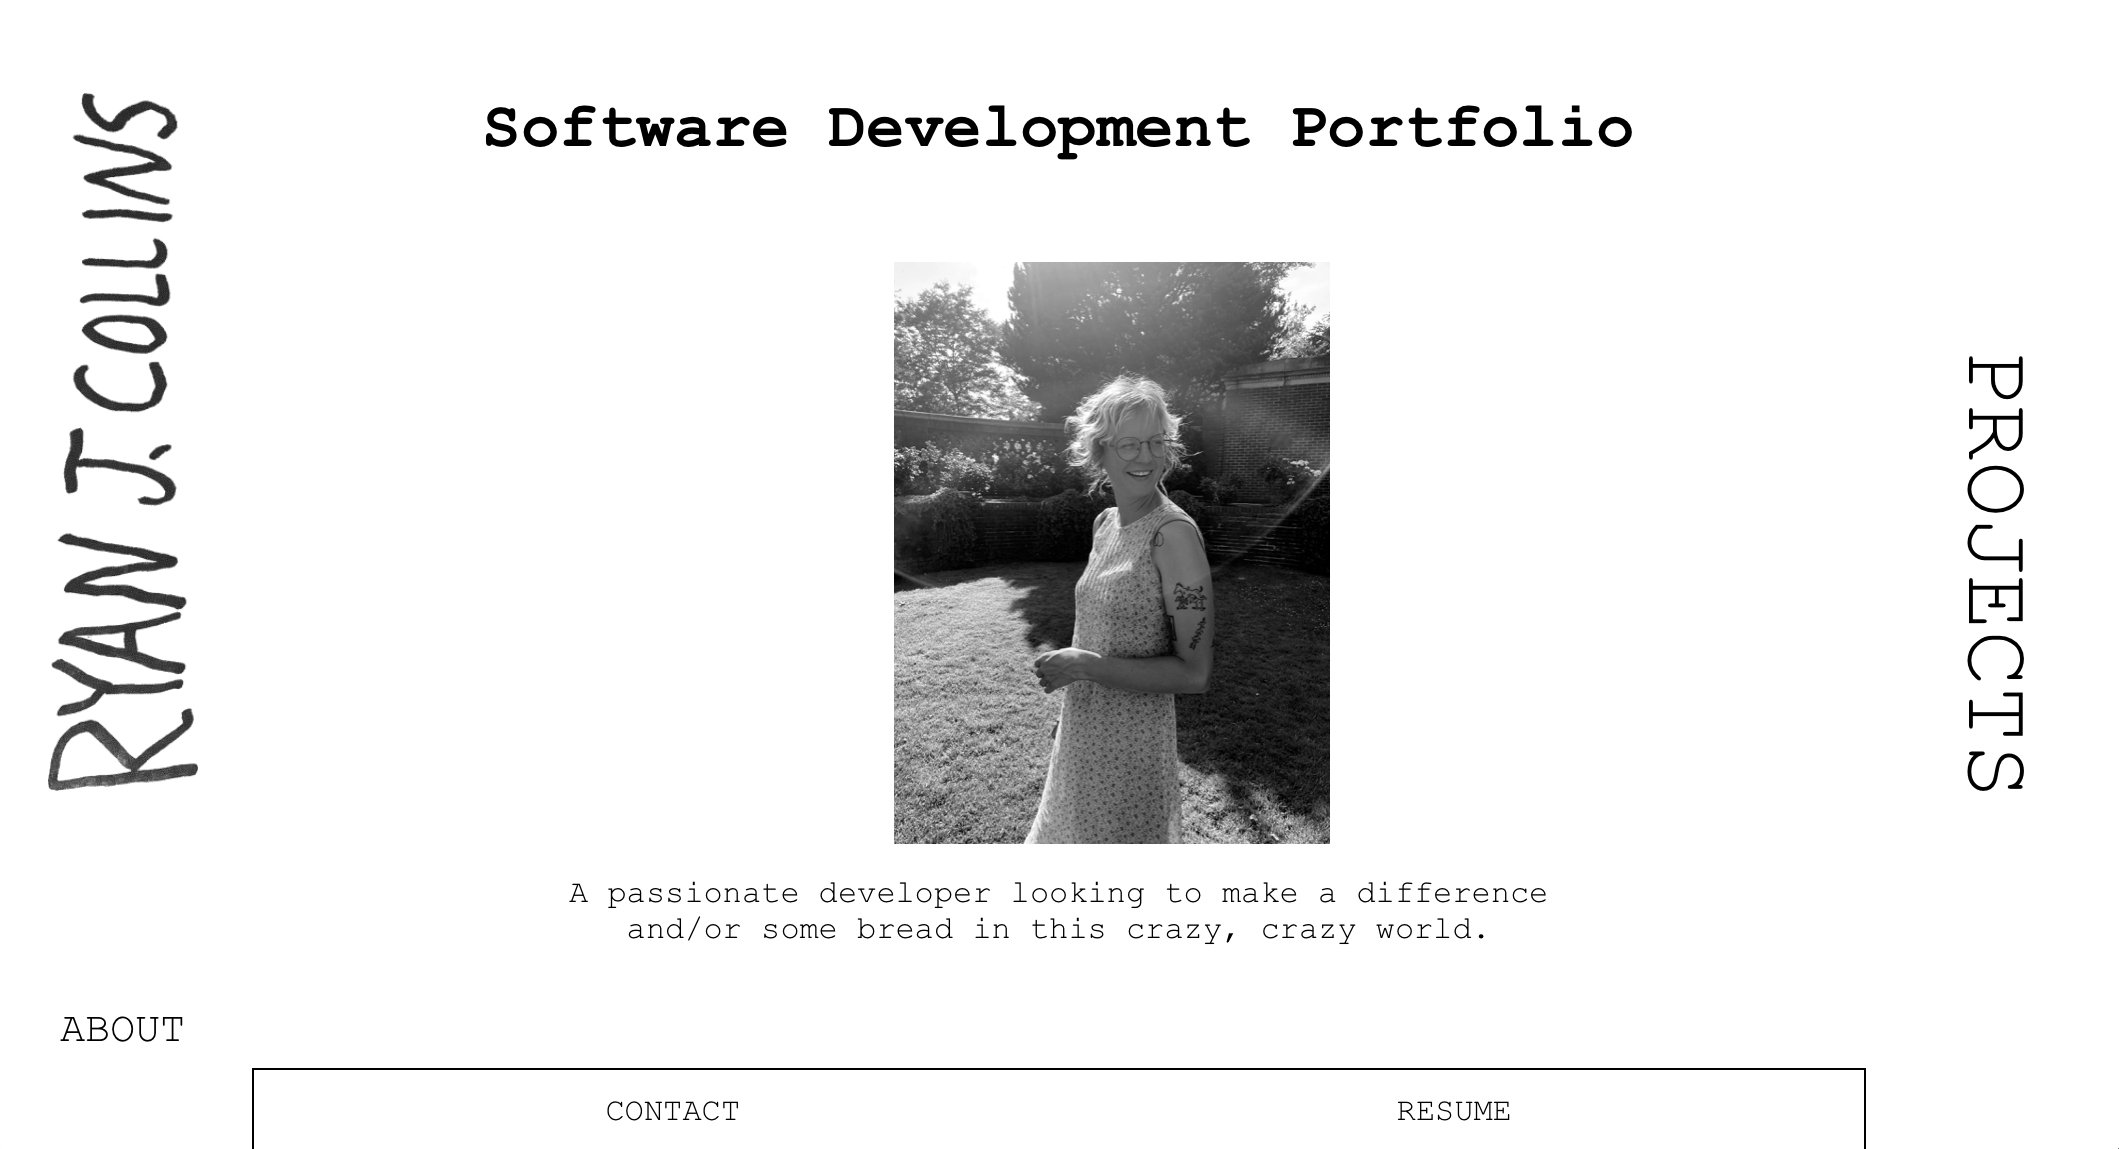 RYAN J. COLLINS
Software Development Portfolio
PROJECTS
A passionate developer looking to make a difference
and/or some bread in this crazy, crazy world.
ABOUT
CONTACT
RESUME